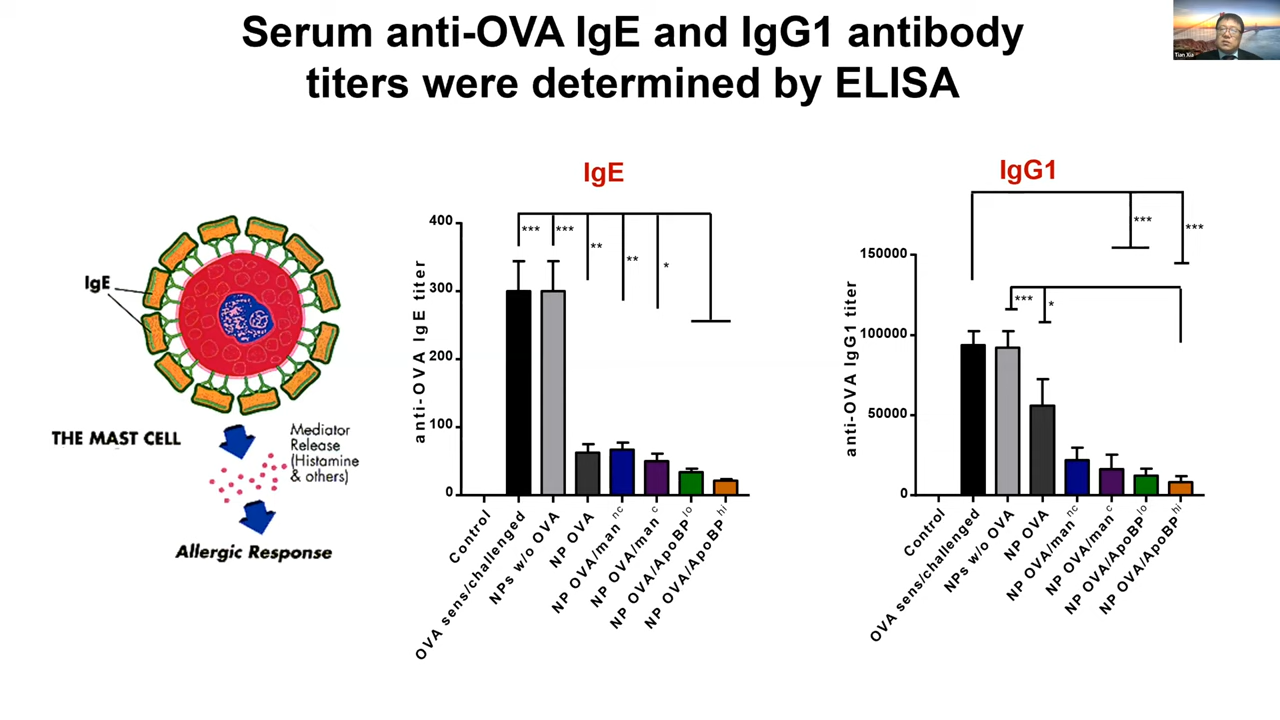 Serum anti-OVA IgE and IgG1 antibody
titers were determined by ELISA
Tian Xia
IgE
THE MAST CELL
Mediator
Release
(Histamine
& others)
Allergic Response
IgE
anti-OVA IgE titer
400
300
200
100
0
***
***
**
**
*
Control
OVA sens/challenged
NPs w/o OVA
NP OVA
NP OVA/man nc
NP OVA/man c
NP OVA/ApoBP lo
NP OVA/ApoBP hi
IgG1
anti-OVA IgG1 titer
150000
100000
50000
0
***
***
***
*
Control
OVA sens/challenged
NPs w/o OVA
NP OVA
NP OVA/man nc
NP OVA/man c
NP OVA/ApoBP lo
NP OVA/ApoBP hi